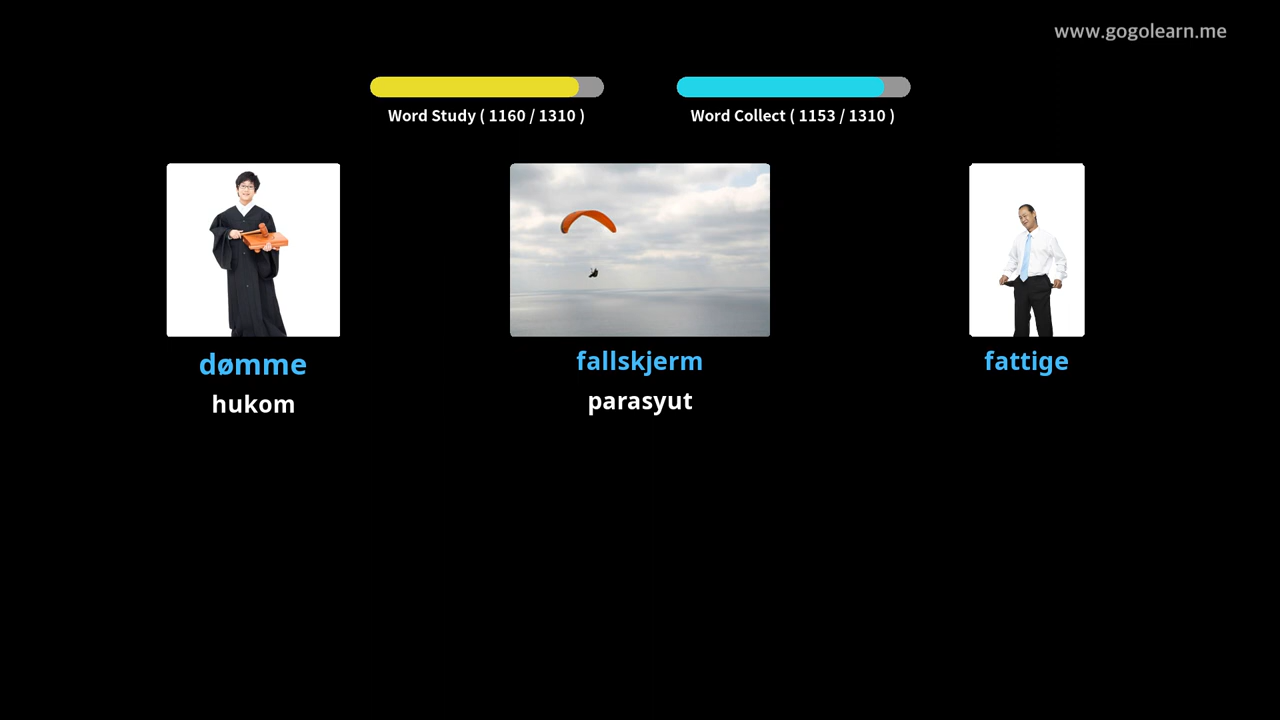 www.gogolearn.me
Word Study ( 1160 / 1310 )
Word Collect ( 1153 / 1310 )
dømme
hukom
fallskjerm
parasyut
fattige